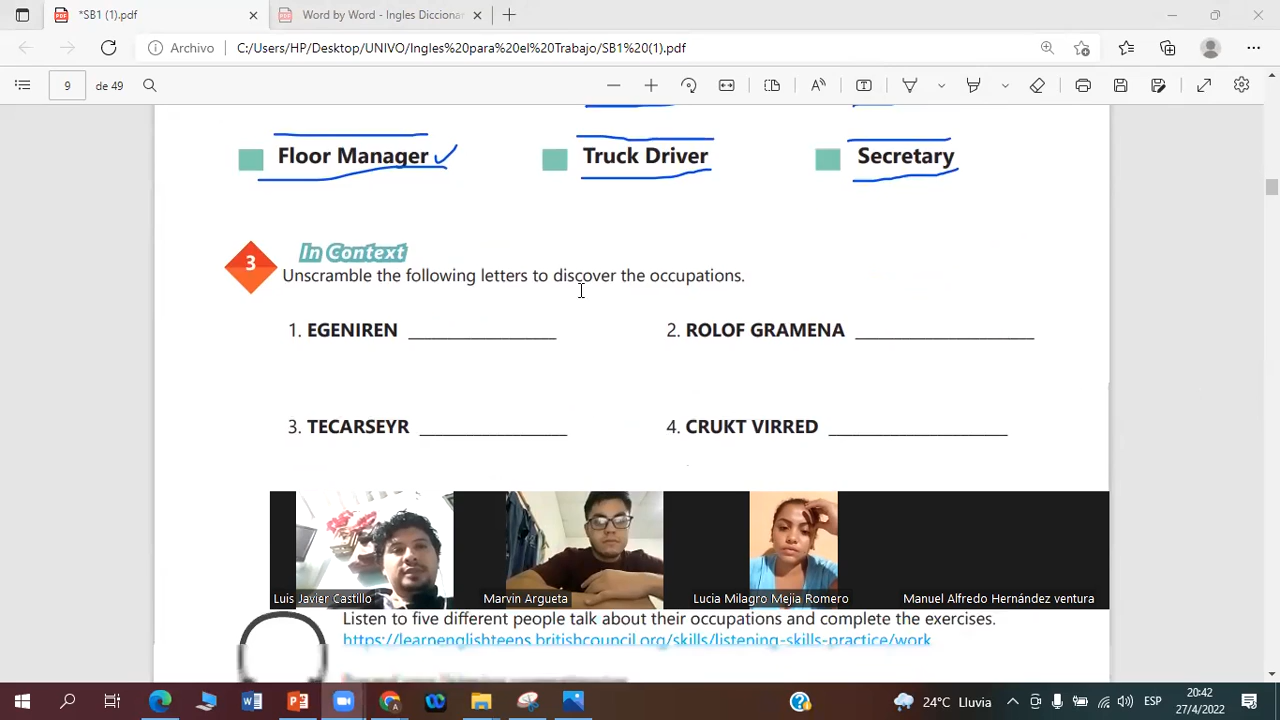 *SB1 (1).pdf
Word by Word - Ingles Diccionar
Archivo
C:/Users/HP/Desktop/UNIVO/Ingles%20para%20el%20Trabajo/SB1%20(1).pdf
9
de 49
Floor Manager
Truck Driver
Secretary
3
In Context
Unscramble the following letters to discover the occupations.
1. EGENIREN ___________________
2. ROLOF GRAMENA _______________________
3. TECARSEYR ___________________
4. CRUKT VIRRED _______________________
Luis Javier Castillo
Marvin Argueta
Lucia Milagro Mejia Romero
Manuel Alfredo Hernández ventura
Listen to five different people talk about their occupations and complete the exercises.
https://learnenglishteens.britishcouncil.org/skills/listening-skills-practice/work
24°C Lluvia
ESP
20:42
27/4/2022